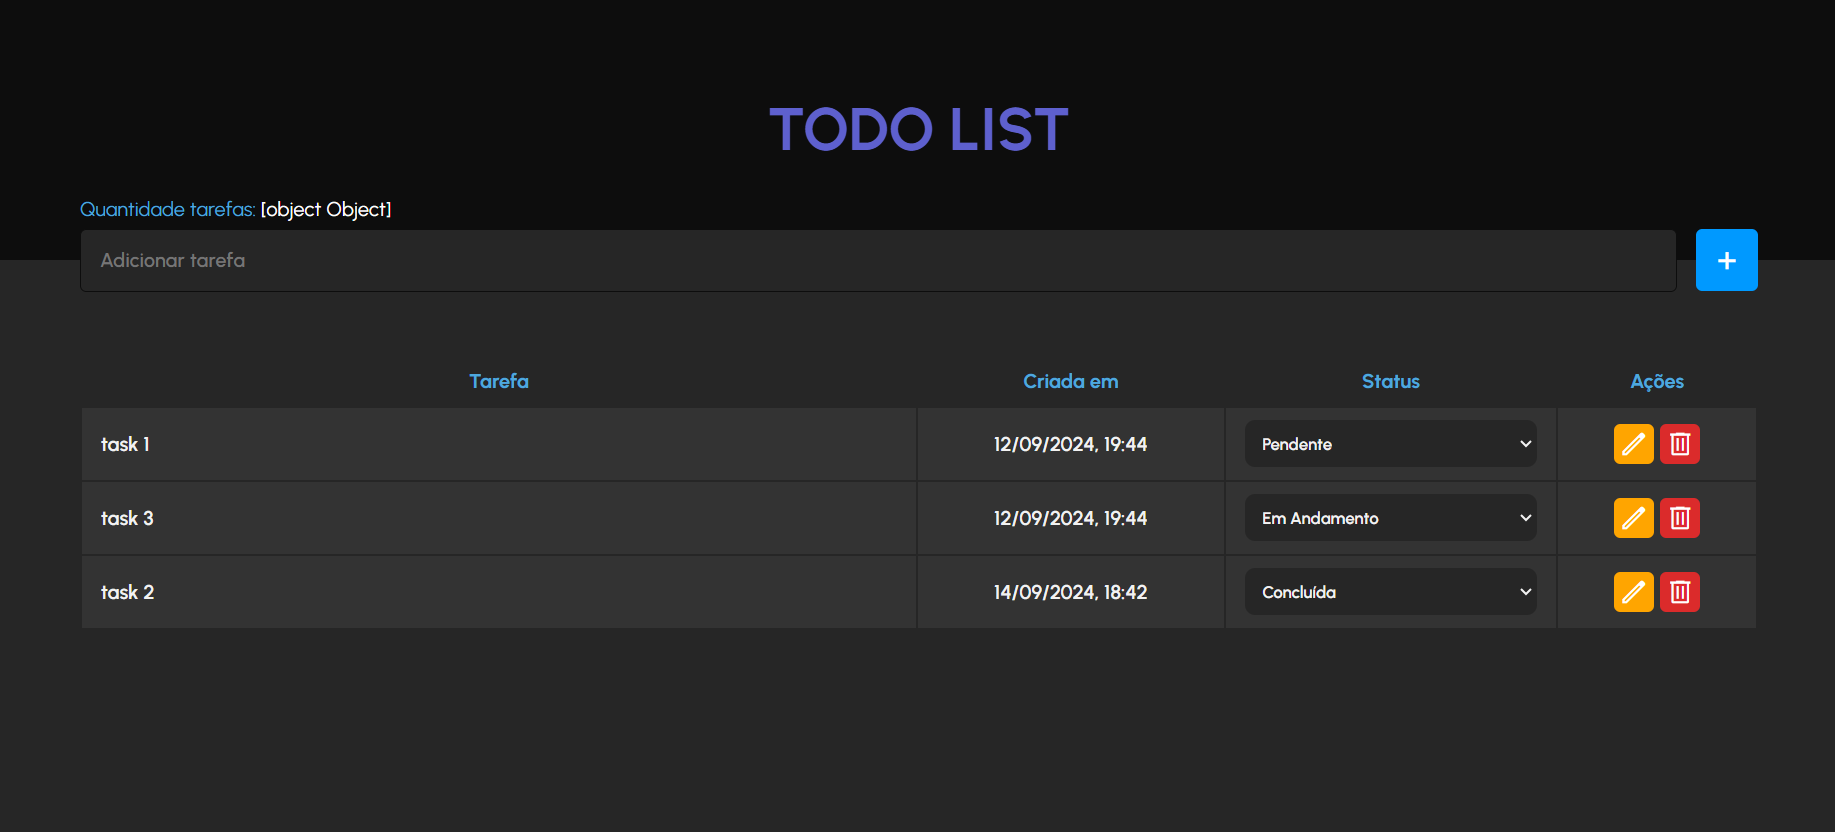 TODO LIST
Quantidade tarefas: [object Object]
Adicionar tarefa
+
Tarefa Criada em Status Ações
task 1 12/09/2024, 19:44 Pendente
task 3 12/09/2024, 19:44 Em Andamento
task 2 14/09/2024, 18:42 Concluída